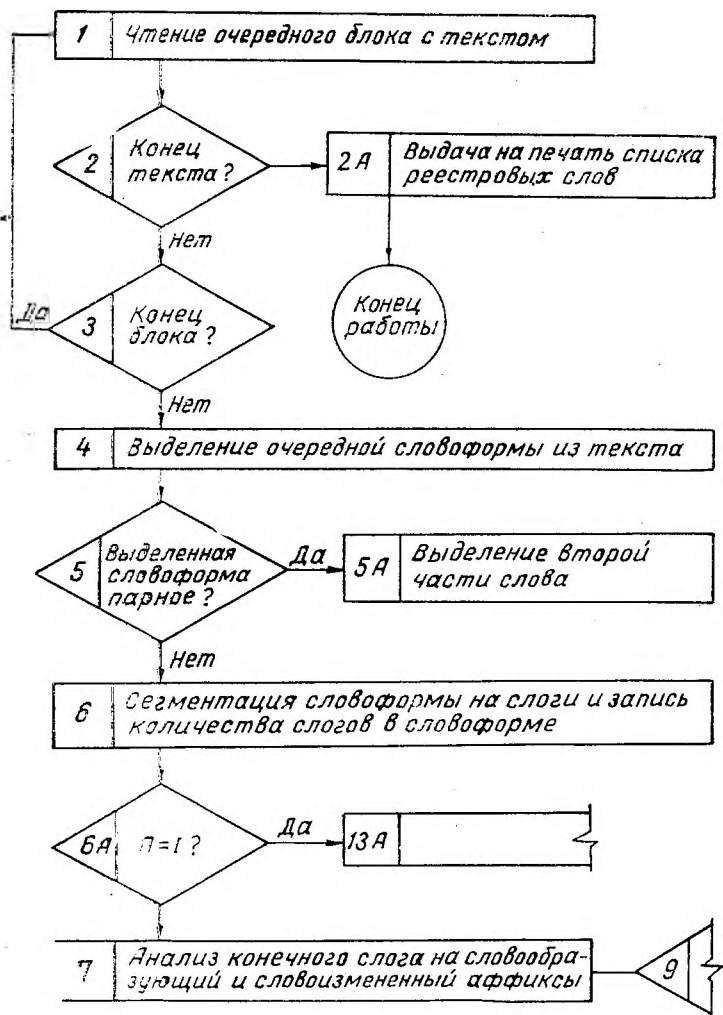 1 Чтение очередного блока с текстом
2 Конец
текста?
2А Выдача на печать списка
реестровых слов
Нет
Конец
работы
Да
3 Конец
блока?
Нет
4 Выделение очередной словоформы из текста
5 Выделенная
словоформа
парное?
Да
5А Выделение второй
части слова
Нет
6 Сегментация словоформы на слоги и запись
количества слогов в словоформе
6А П=I?
Да
13А
7 Анализ конечного слога на словообра-
зующий и словоизмененный аффиксы
9